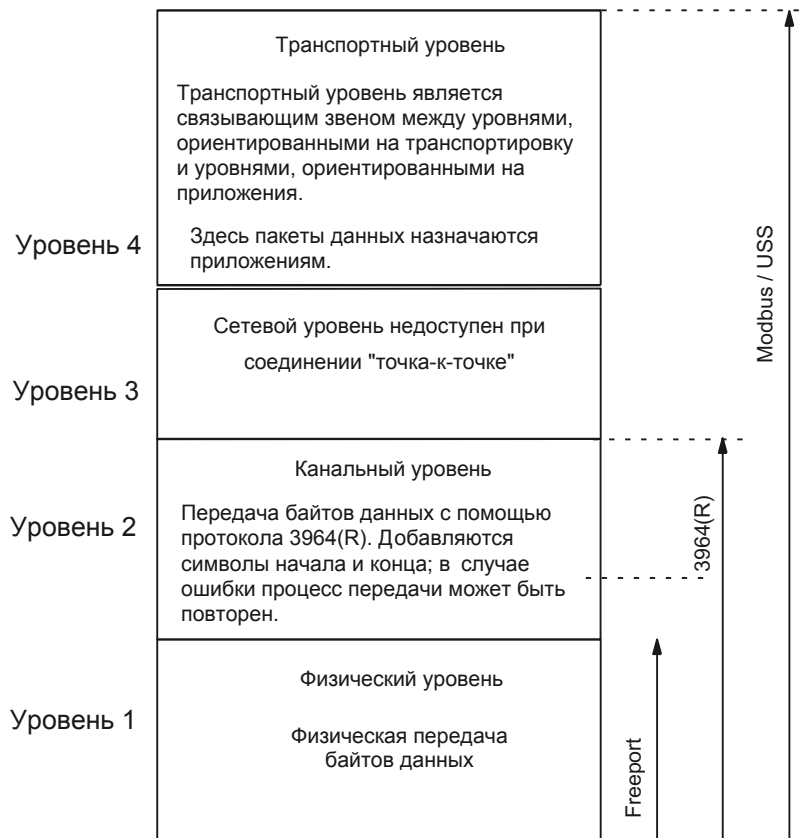 Транспортный уровень
Транспортный уровень является
связывающим звеном между уровнями,
ориентированными на транспортировку
и уровнями, ориентированными на
приложения.
Уровень 4
Здесь пакеты данных назначаются
приложениям.
Сетевой уровень недоступен при
соединении "точка-к-точке"
Уровень 3
Канальный уровень
Уровень 2
Передача байтов данных с помощью
протокола 3964(R). Добавляются
символы начала и конца; в случае
ошибки процесс передачи может быть
повторен.
Физический уровень
Уровень 1
Физическая передача
байтов данных
Freeport
3964(R)
Modbus / USS